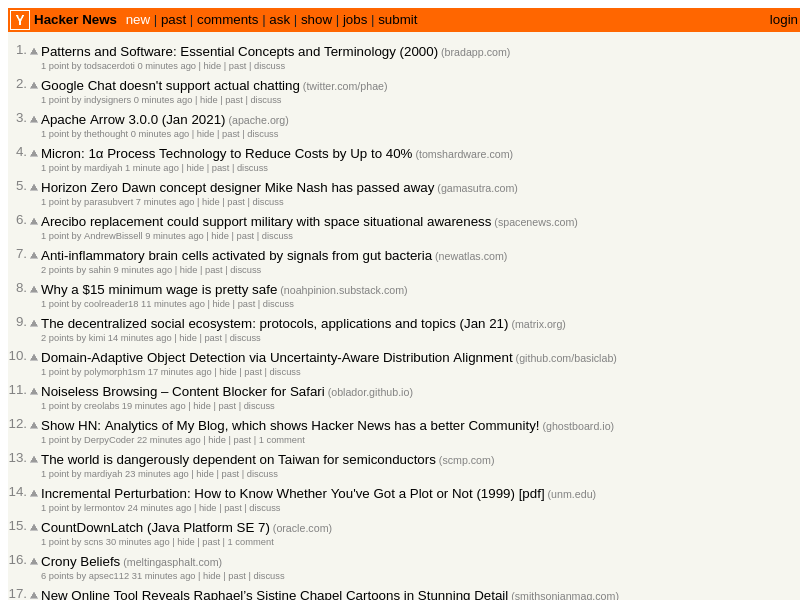 Y Hacker News new | past | comments | ask | show | jobs | submit login
1. Patterns and Software: Essential Concepts and Terminology (2000) (bradapp.com)
1 point by todsacerdoti 0 minutes ago | hide | past | discuss
2. Google Chat doesn't support actual chatting (twitter.com/phae)
1 point by indysigners 0 minutes ago | hide | past | discuss
3. Apache Arrow 3.0.0 (Jan 2021) (apache.org)
1 point by thethought 0 minutes ago | hide | past | discuss
4. Micron: 1α Process Technology to Reduce Costs by Up to 40% (tomshardware.com)
1 point by mardiyah 1 minute ago | hide | past | discuss
5. Horizon Zero Dawn concept designer Mike Nash has passed away (gamasutra.com)
1 point by parasubvert 7 minutes ago | hide | past | discuss
6. Arecibo replacement could support military with space situational awareness (spacenews.com)
1 point by AndrewBissell 9 minutes ago | hide | past | discuss
7. Anti-inflammatory brain cells activated by signals from gut bacteria (newatlas.com)
2 points by sahin 9 minutes ago | hide | past | discuss
8. Why a $15 minimum wage is pretty safe (noahpinion.substack.com)
1 point by coolreader18 11 minutes ago | hide | past | discuss
9. The decentralized social ecosystem: protocols, applications and topics (Jan 21) (matrix.org)
2 points by kimi 14 minutes ago | hide | past | discuss
10. Domain-Adaptive Object Detection via Uncertainty-Aware Distribution Alignment (github.com/basiclab)
1 point by polymorph1sm 17 minutes ago | hide | past | discuss
11. Noiseless Browsing – Content Blocker for Safari (oblador.github.io)
1 point by creolabs 19 minutes ago | hide | past | discuss
12. Show HN: Analytics of My Blog, which shows Hacker News has a better Community! (ghostboard.io)
1 point by DerpyCoder 22 minutes ago | hide | past | 1 comment
13. The world is dangerously dependent on Taiwan for semiconductors (scmp.com)
1 point by mardiyah 23 minutes ago | hide | past | discuss
14. Incremental Perturbation: How to Know Whether You've Got a Plot or Not (1999) [pdf] (unm.edu)
1 point by lermontov 24 minutes ago | hide | past | discuss
15. CountDownLatch (Java Platform SE 7) (oracle.com)
1 point by scns 30 minutes ago | hide | past | 1 comment
16. Crony Beliefs (meltingasphalt.com)
6 points by apsec112 31 minutes ago | hide | past | discuss
17. New Online Tool Reveals Raphael's Sistine Chapel Cartoons in Stunning Detail (smithsonianmag.com)